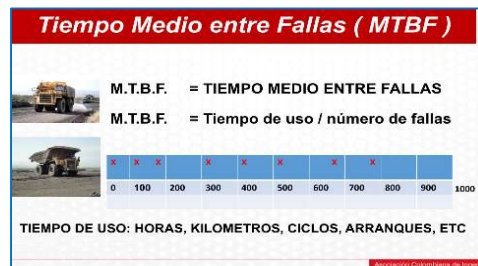 Tiempo Medio entre Fallas ( MTBF )
M.T.B.F. = TIEMPO MEDIO ENTRE FALLAS
M.T.B.F. = Tiempo de uso / número de fallas
x x x x x x x x
0 100 200 300 400 500 600 700 800 900 1000
TIEMPO DE USO: HORAS, KILOMETROS, CICLOS, ARRANQUES, ETC
Asociación Colombiana de